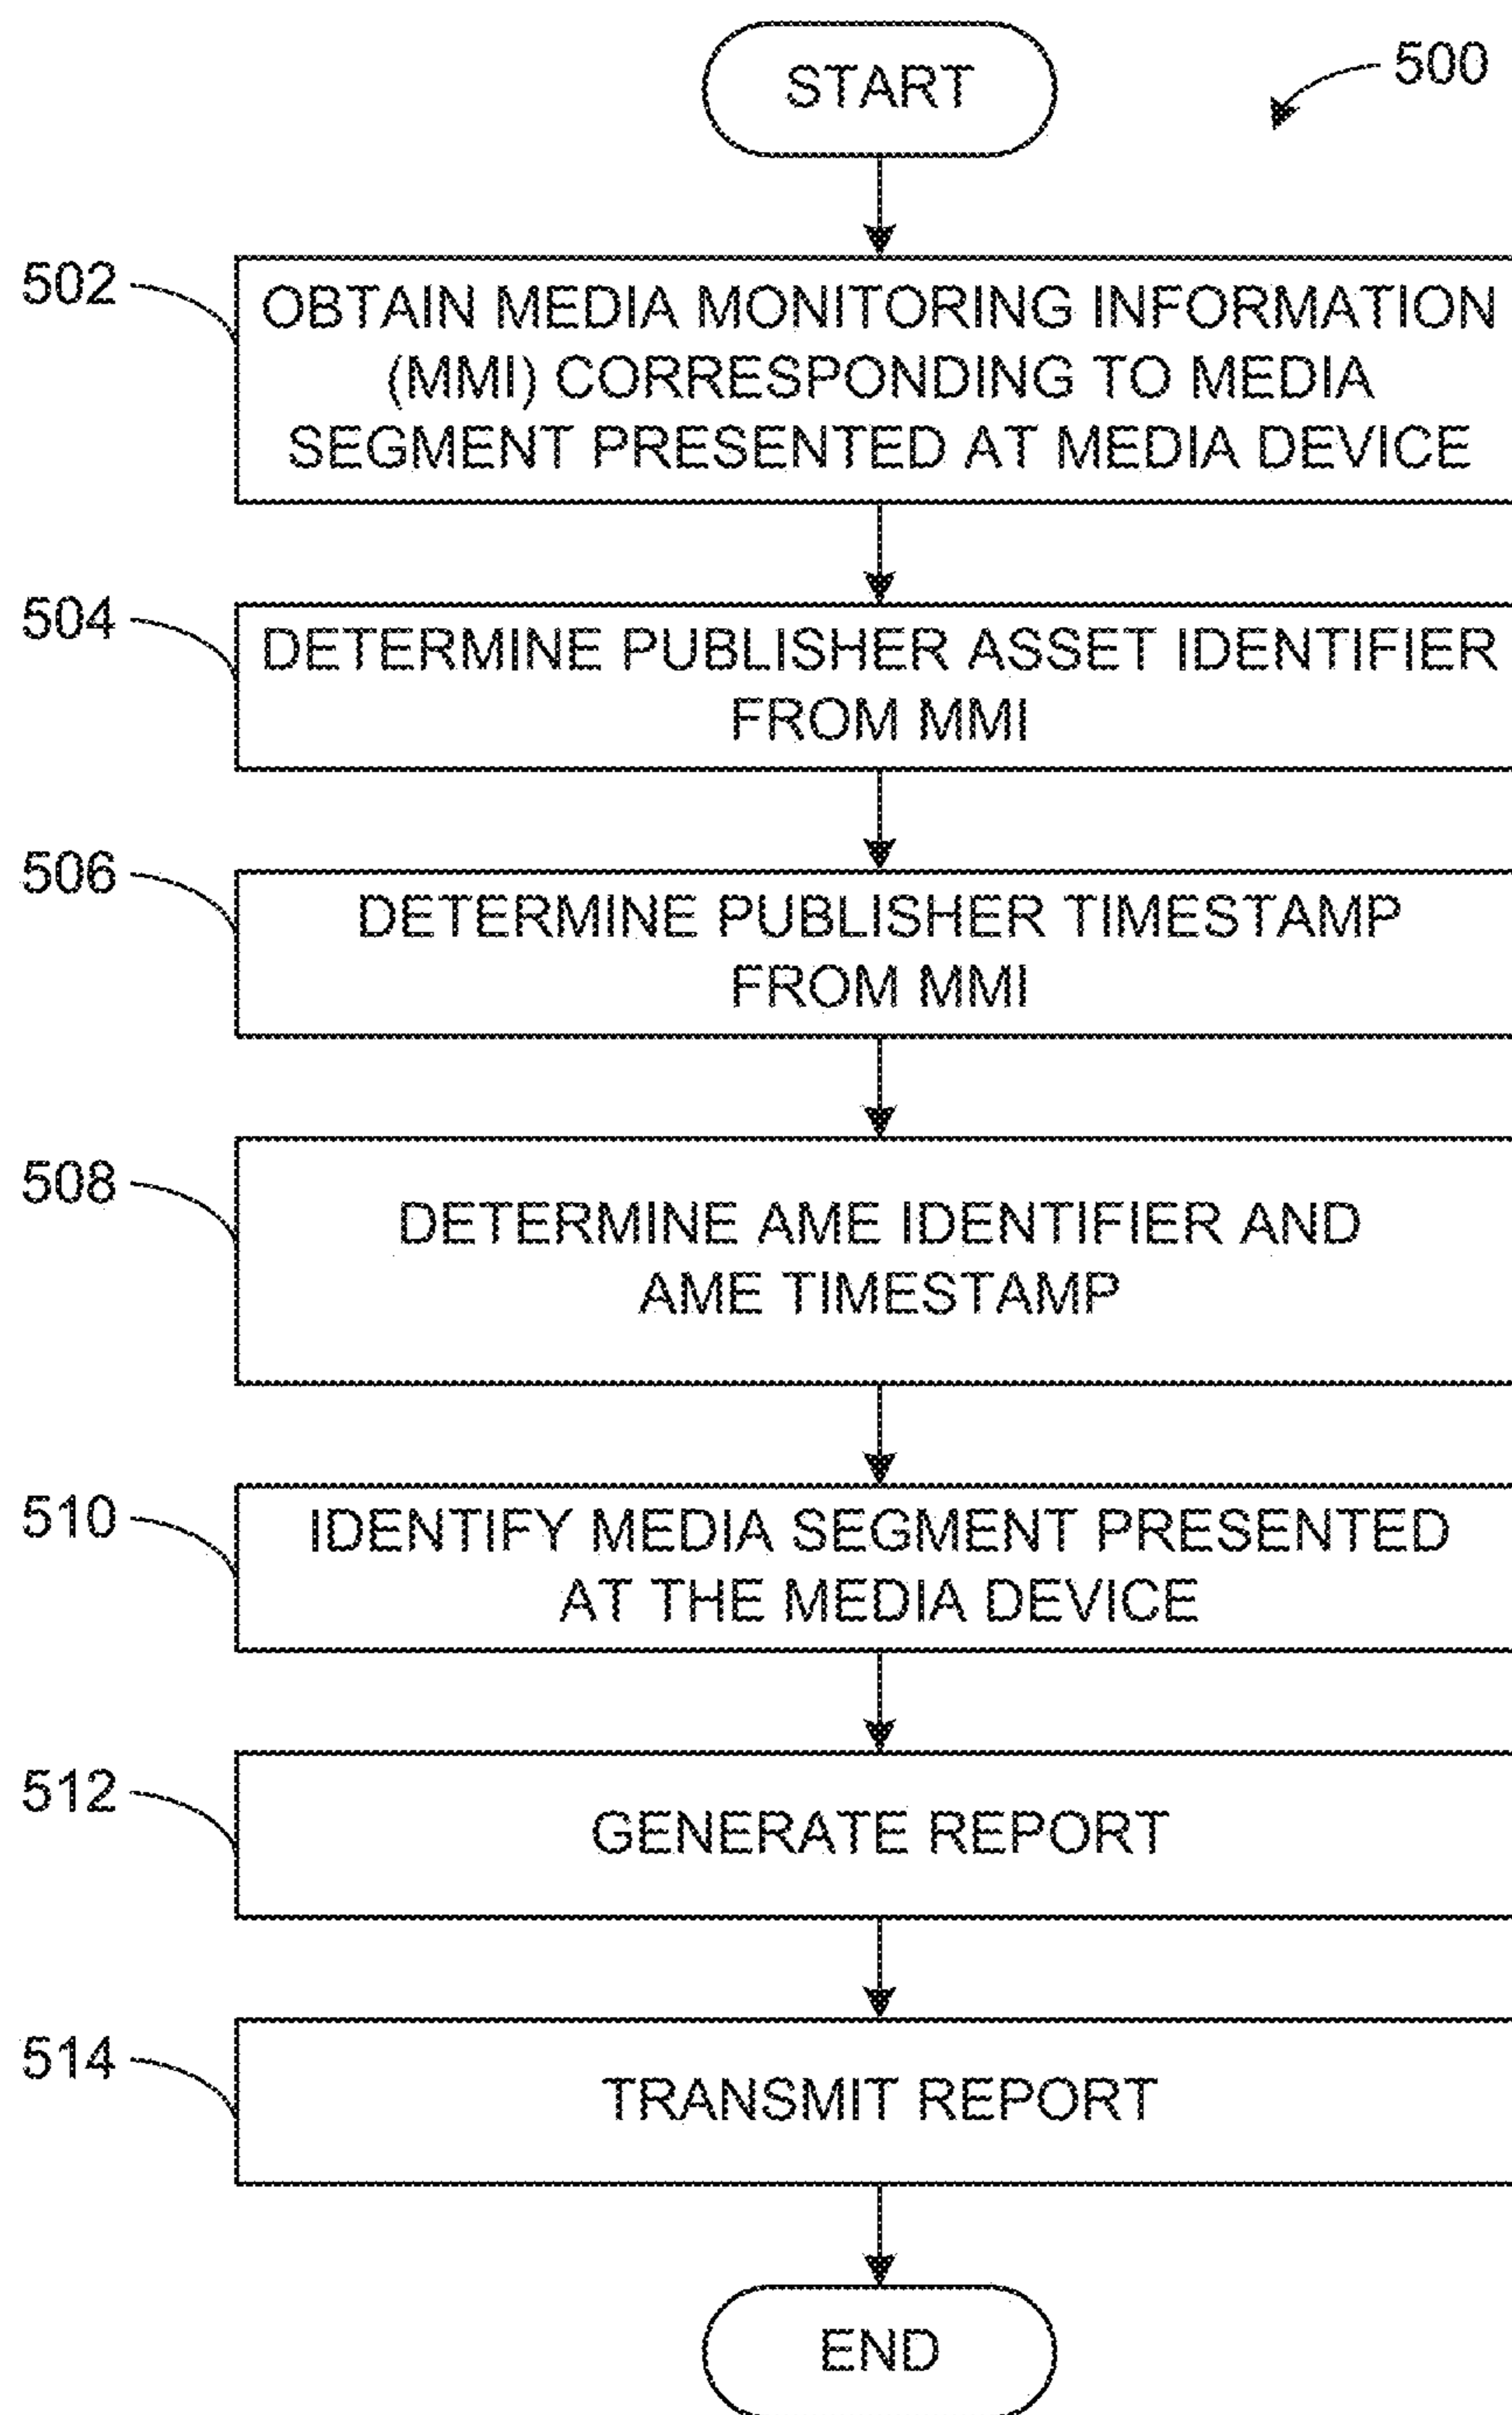 START
500
502
OBTAIN MEDIA MONITORING INFORMATION
(MMI) CORRESPONDING TO MEDIA
SEGMENT PRESENTED AT MEDIA DEVICE
504
DETERMINE PUBLISHER ASSET IDENTIFIER
FROM MMI
506
DETERMINE PUBLISHER TIMESTAMP
FROM MMI
508
DETERMINE AME IDENTIFIER AND
AME TIMESTAMP
510
IDENTIFY MEDIA SEGMENT PRESENTED
AT THE MEDIA DEVICE
512
GENERATE REPORT
514
TRANSMIT REPORT
END